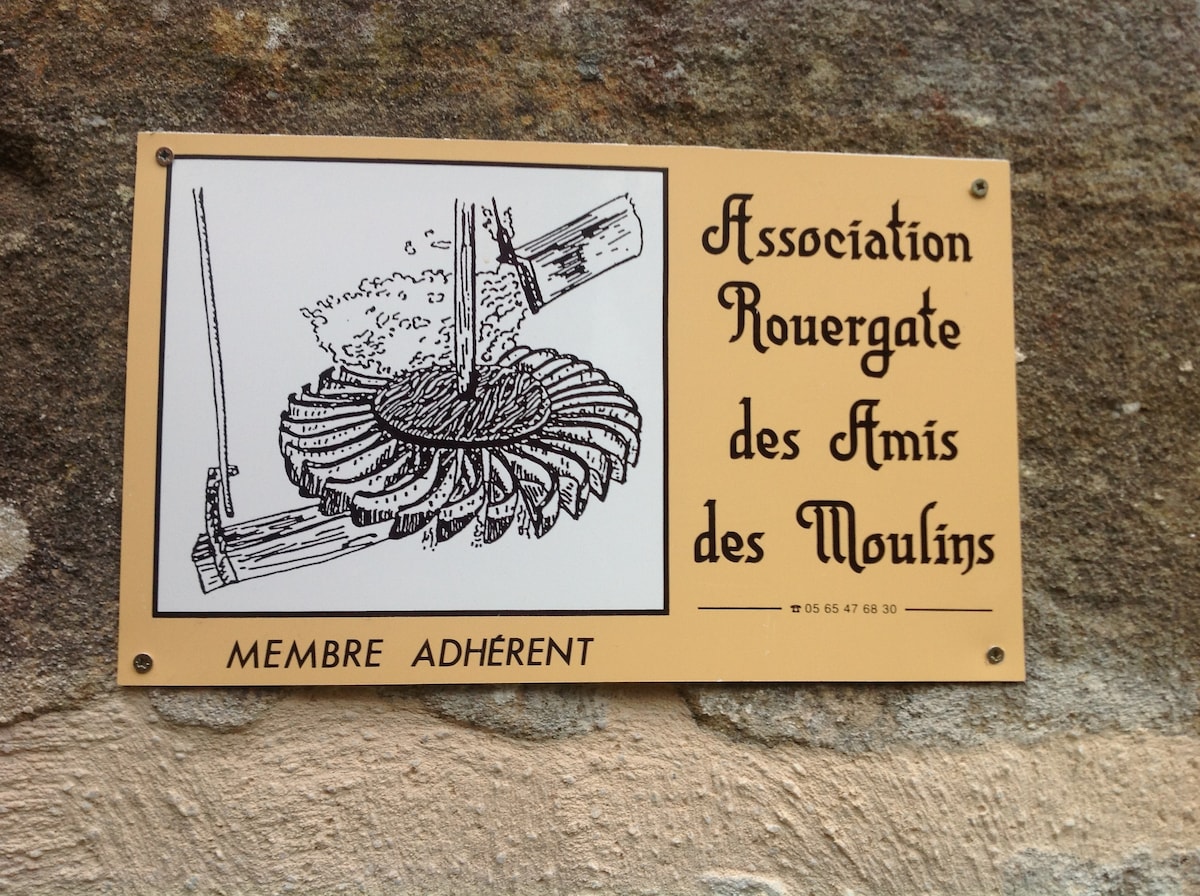 Association
Rouergate
des Amis
des Moulins
☎ 05 65 47 68 30
MEMBRE ADHÉRENT